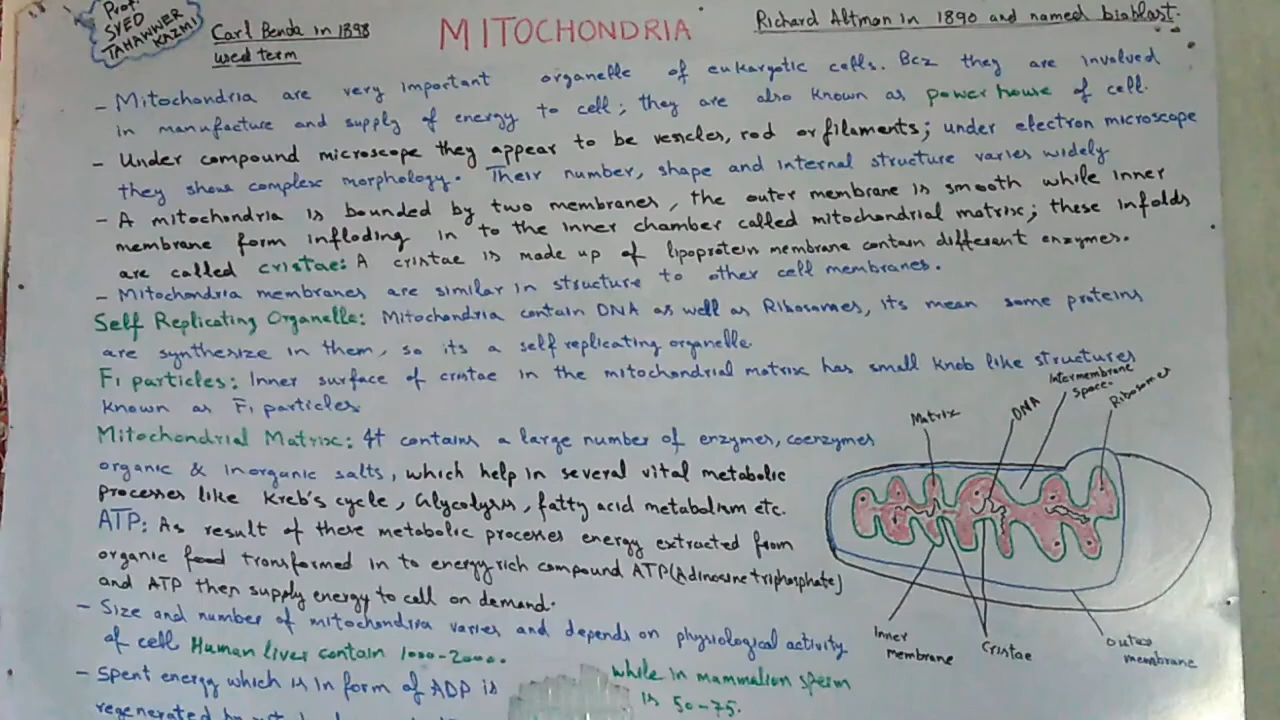 Prof.
SYED
TAHAWWER
KAZMI
Carl Benda in 1898
used term
MITOCHONDRIA
Richard Altman in 1890 and named bioblast.
- Mitochondria are very important organelle of eukaryotic cells. Bcz they are involved
in manufacture and supply of energy to cell; they are also known as power house of cell.
- Under compound microscope they appear to be vesicles, rod or filaments; under electron microscope
they show complex morphology. Their number, shape and internal structure varies widely
- A mitochondria is bounded by two membranes, the outer membrane is smooth while inner
membrane form infloding in to the inner chamber called mitochondrial matrix; these infolds
are called cristae: A cristae is made up of lipoprotein membrane contain different enzymes.
- Mitochondria membranes are similar in structure to other cell membranes.
Self Replicating Organelle: Mitochondria contain DNA as well as Ribosomes, its mean some proteins
are synthesize in them, so its a self replicating organelle.
F1 particles: Inner surface of cristae in the mitochondrial matrix has small knob like structures
known as F1 particles
Mitochondrial Matrix: It contains a large number of enzymes, coenzymes
organic & inorganic salts, which help in several vital metabolic
processes like Kreb's cycle, Glycolysis, fatty acid metabolism etc.
ATP: As result of these metabolic processes energy extracted from
organic food transformed in to energy rich compound ATP (Adinosine triphosphate)
and ATP then supply energy to cell on demand.
- Size and number of mitochondria varies and depends on physiological activity
of cell Human liver contain 1000-2000.
while in mammalian sperm
is 50-75.
- Spent energy which is in form of ADP is
regenerated by
Matrix
DNA
Intermembrane
space.
Ribosomes
Inner
membrane
Cristae
outer
membrane